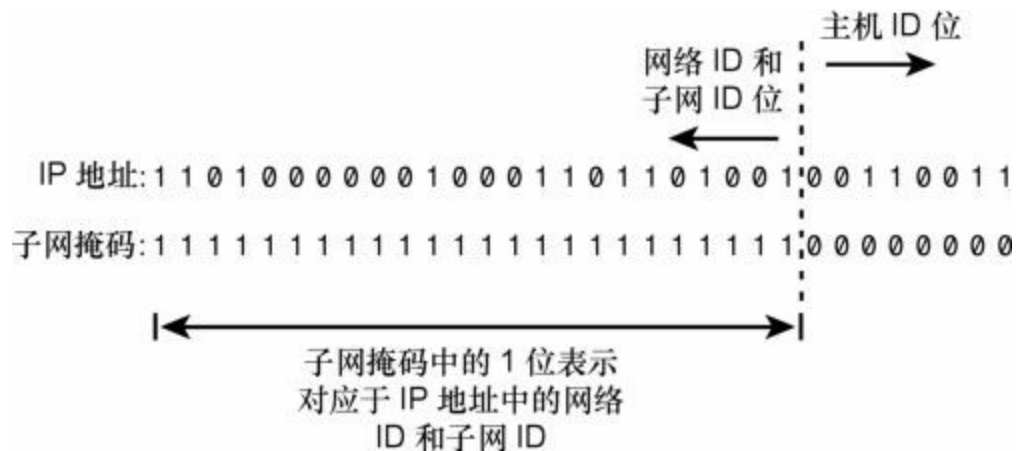 主机 ID 位
网络 ID 和
子网 ID 位
IP 地址: 1 1 0 1 0 0 0 0 0 0 1 0 0 0 1 1 0 1 1 0 1 0 0 1 0 0 1 1 0 0 1 1
子网掩码: 1 1 1 1 1 1 1 1 1 1 1 1 1 1 1 1 1 1 1 1 1 1 1 1 0 0 0 0 0 0 0 0
子网掩码中的 1 位表示
对应于 IP 地址中的网络
ID 和子网 ID